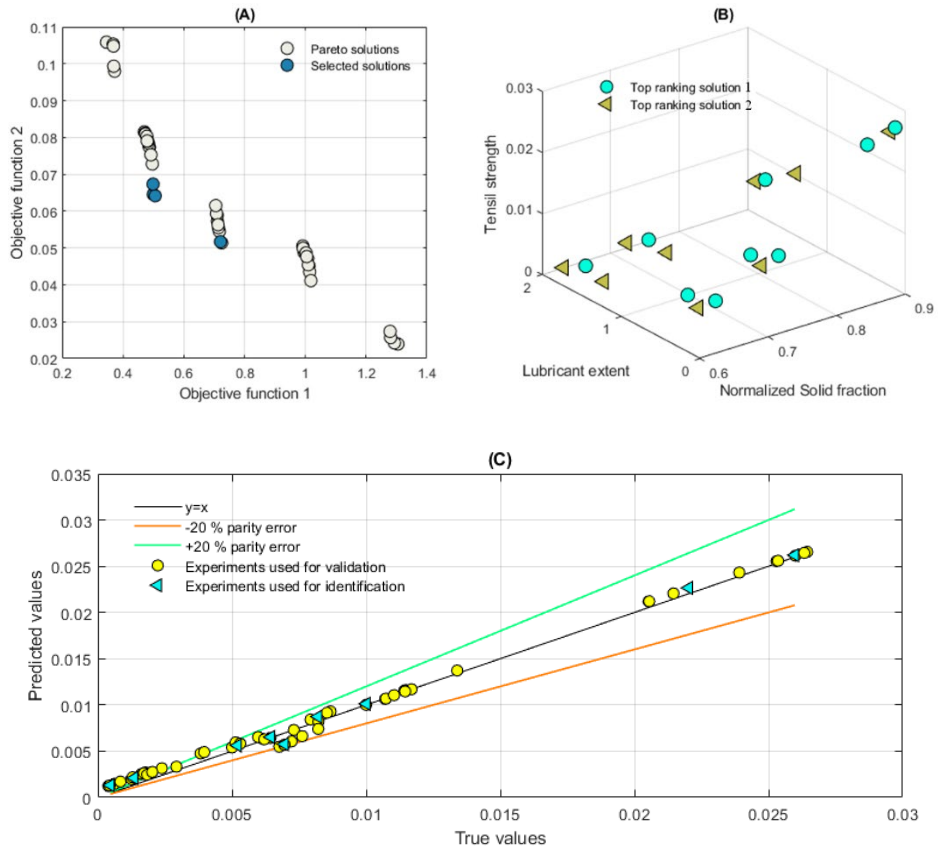 (A)
0.11
0.1
0.09
0.08
0.07
0.06
0.05
0.04
0.03
0.02
Objective function 2
Pareto solutions
Selected solutions
0.2
0.4
0.6
0.8
1
1.2
1.4
Objective function 1
(B)
0.03
0.02
0.01
0
Tensil strength
Top ranking solution 1
Top ranking solution 2
2
1
0
Lubricant extent
0.6
0.7
0.8
0.9
Normalized Solid fraction
(C)
0.035
0.03
0.025
0.02
0.015
0.01
0.005
0
Predicted values
y=x
-20 % parity error
+20 % parity error
Experiments used for validation
Experiments used for identification
0
0.005
0.01
0.015
0.02
0.025
0.03
True values